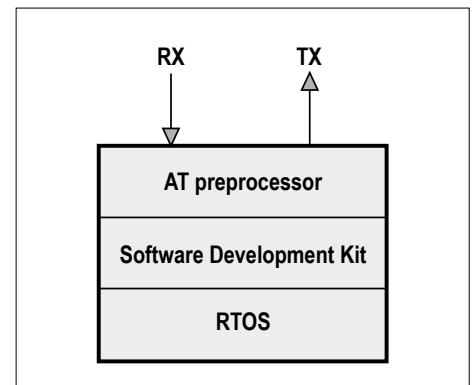 RX TX
AT preprocessor
Software Development Kit
RTOS